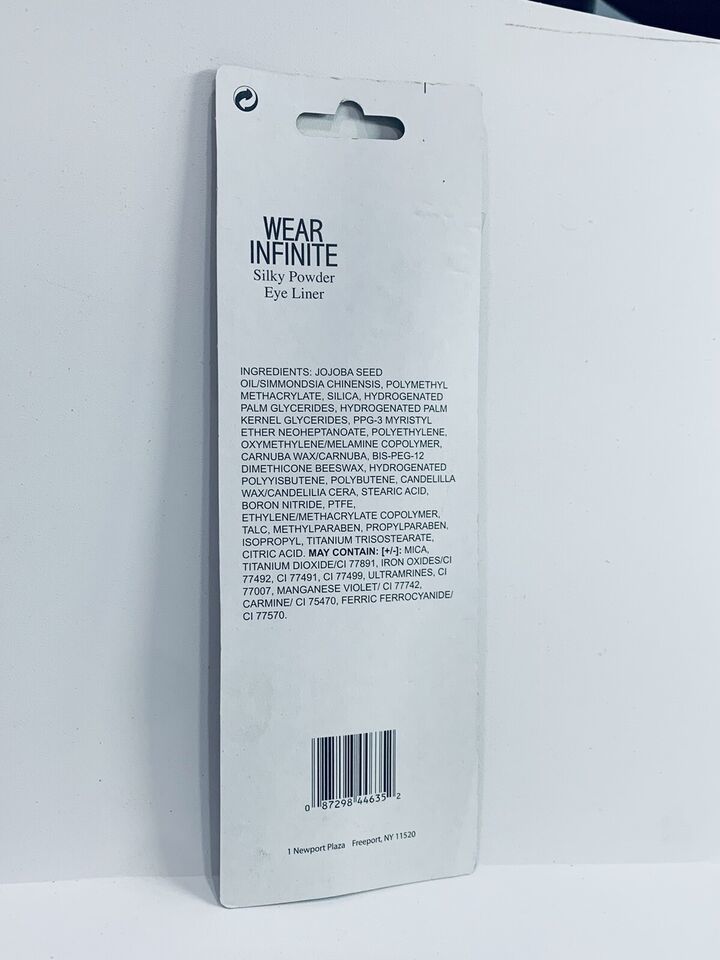 WEAR
INFINITE
Silky Powder
Eye Liner
INGREDIENTS: JOJOBA SEED
OIL/SIMMONDSIA CHINENSIS, POLYMETHYL
METHACRYLATE, SILICA, HYDROGENATED
PALM GLYCERIDES, HYDROGENATED PALM
KERNEL GLYCERIDES, PPG-3 MYRISTYL
ETHER NEOHEPTANOATE, POLYETHYLENE,
OXYMETHYLENE/MELAMINE COPOLYMER,
CARNUBA WAX/CARNUBA, BIS-PEG-12
DIMETHICONE BEESWAX, HYDROGENATED
POLYYISBUTENE, POLYBUTENE, CANDELILLA
WAX/CANDELILIA CERA, STEARIC ACID,
BORON NITRIDE, PTFE,
ETHYLENE/METHACRYLATE COPOLYMER,
TALC, METHYLPARABEN, PROPYLPARABEN,
ISOPROPYL, TITANIUM TRISOSTEARATE,
CITRIC ACID. MAY CONTAIN: [+/-]: MICA,
TITANIUM DIOXIDE/CI 77891, IRON OXIDES/CI
77492, CI 77491, CI 77499, ULTRAMRINES, CI
77007, MANGANESE VIOLET/ CI 77742,
CARMINE/ CI 75470, FERRIC FERROCYANIDE/
CI 77570.
0 87298 44635 2
1 Newport Plaza Freeport, NY 11520